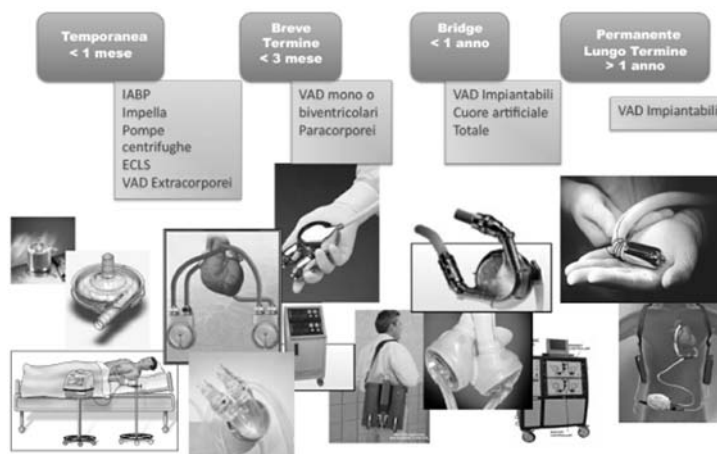 Temporanea
< 1 mese
Breve
Termine
< 3 mese
Bridge
< 1 anno
Permanente
Lungo Termine
> 1 anno
IABP
Impella
Pompe
centrifughe
ECLS
VAD Extracorporei
VAD mono o
biventricolari
Paracorporei
VAD Impiantabili
Cuore artificiale
Totale
VAD Impiantabili